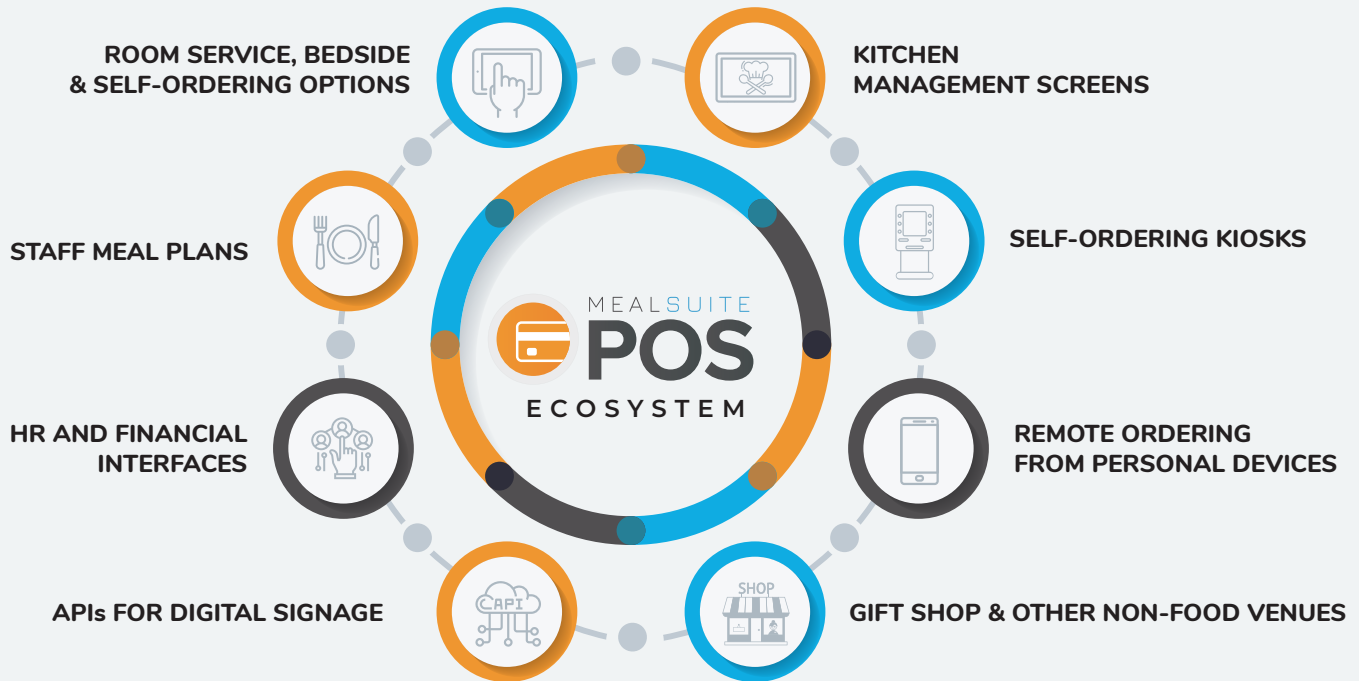 ROOM SERVICE, BEDSIDE
& SELF-ORDERING OPTIONS
KITCHEN
MANAGEMENT SCREENS
STAFF MEAL PLANS
SELF-ORDERING KIOSKS
MEALSUITE
POS
ECOSYSTEM
HR AND FINANCIAL
INTERFACES
REMOTE ORDERING
FROM PERSONAL DEVICES
API
APIs FOR DIGITAL SIGNAGE
SHOP
GIFT SHOP & OTHER NON-FOOD VENUES